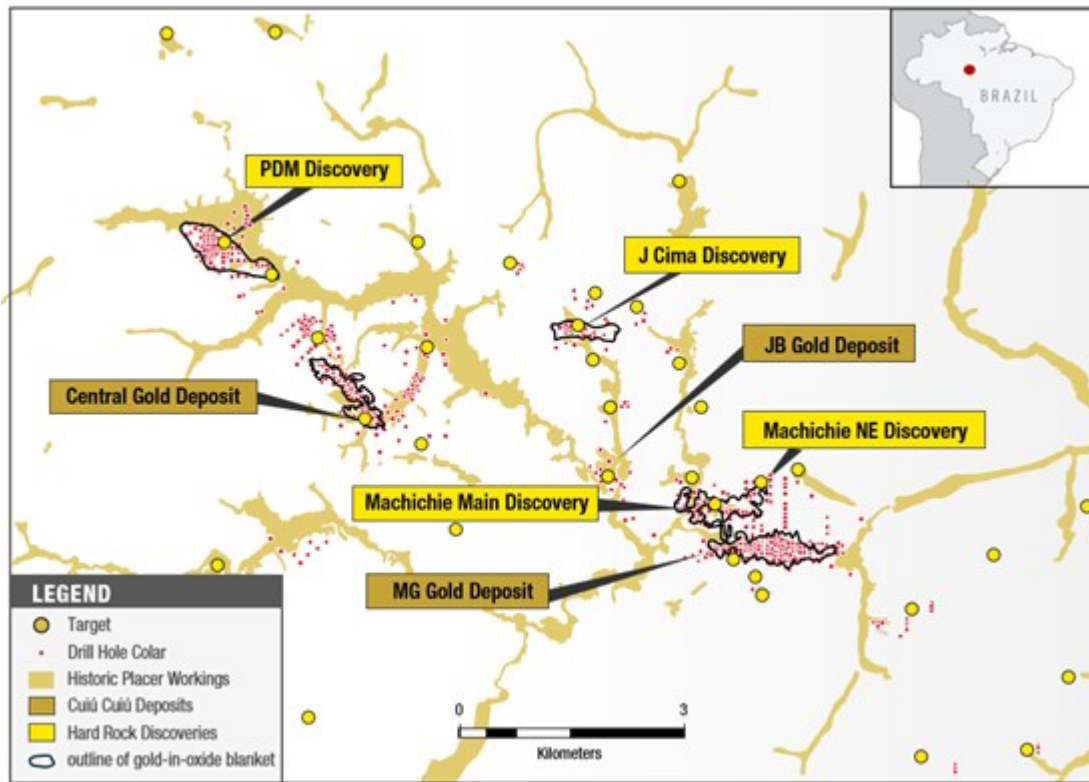 BRAZIL
PDM Discovery
J Cima Discovery
JB Gold Deposit
Central Gold Deposit
Machichie NE Discovery
Machichie Main Discovery
MG Gold Deposit
LEGEND
Target
Drill Hole Colar
Historic Placer Workings
Cuiú Cuiú Deposits
Hard Rock Discoveries
outline of gold-in-oxide blanket
0 3
Kilometers